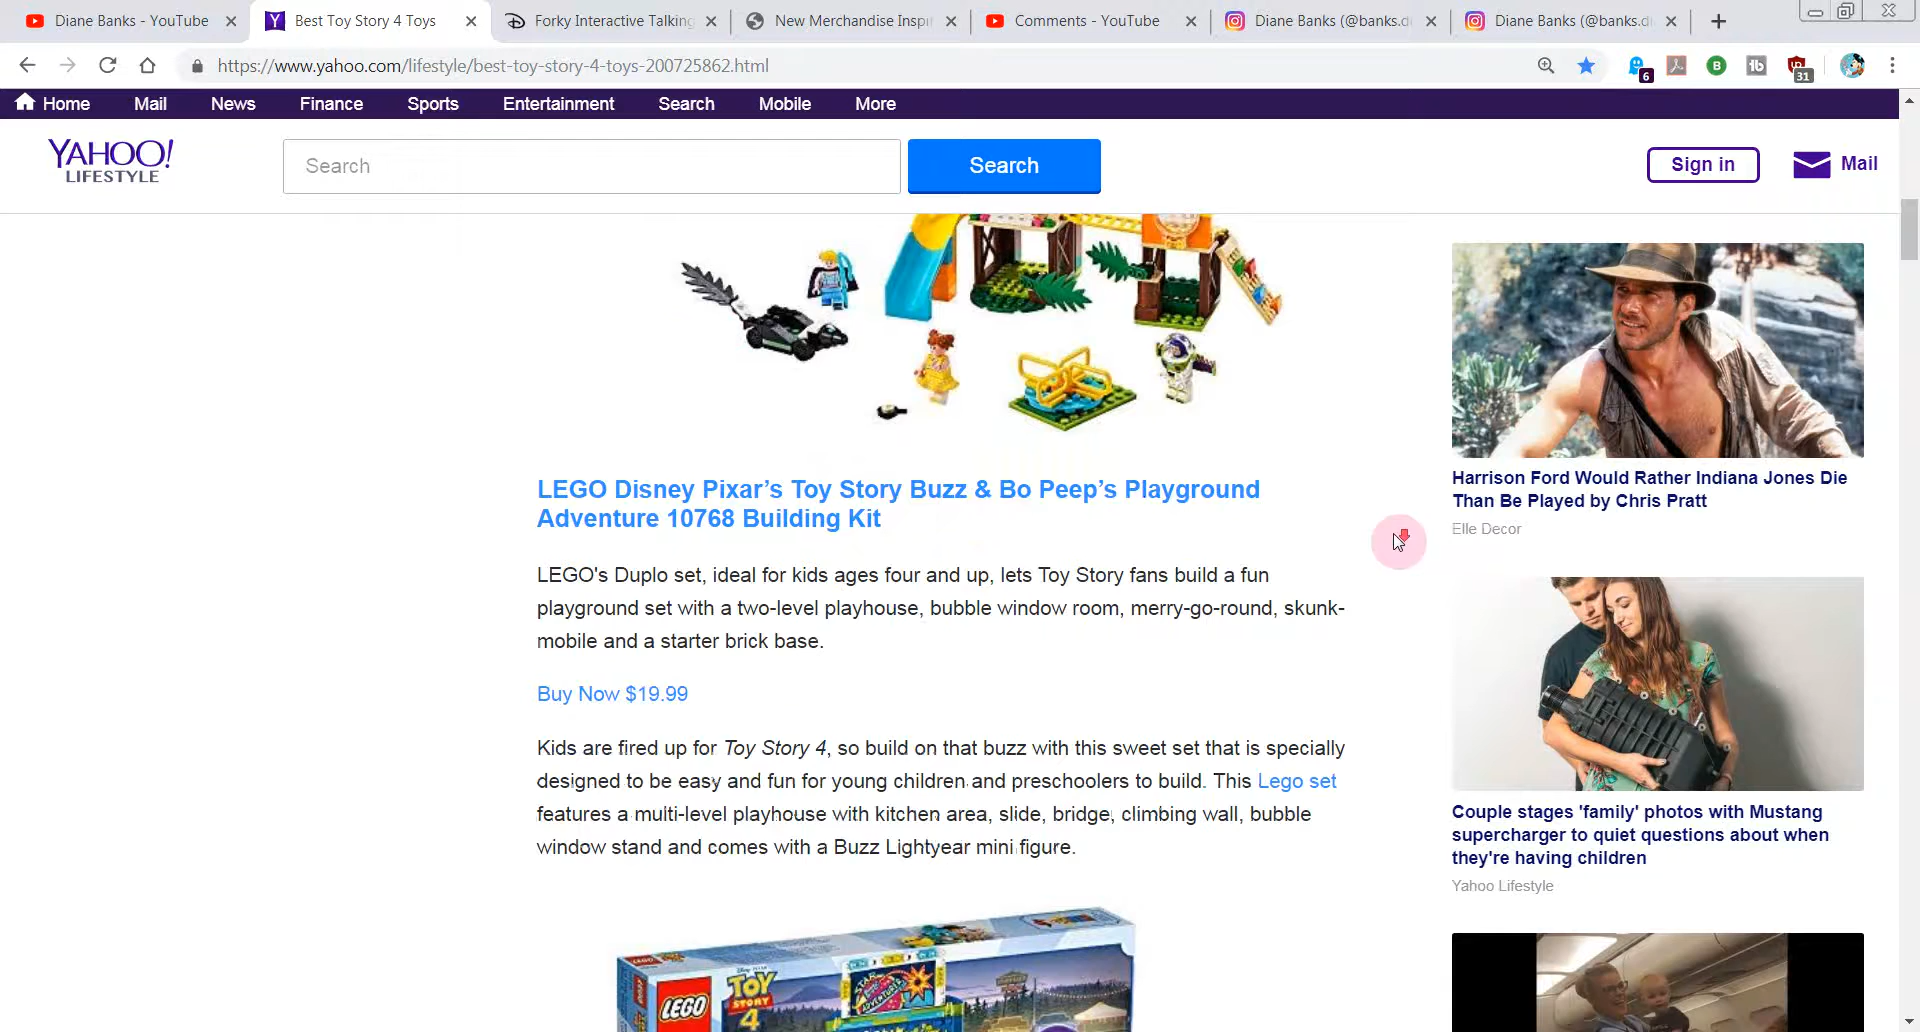 Diane Banks - YouTube
Best Toy Story 4 Toys
Forky Interactive Talking
New Merchandise Inspi
Comments - YouTube
Diane Banks (@banks.d
Diane Banks (@banks.di
https://www.yahoo.com/lifestyle/best-toy-story-4-toys-200725862.html
6
B
31
Home Mail News Finance Sports Entertainment Search Mobile More
YAHOO!
LIFESTYLE
Search
Search
Sign in
Mail
LEGO Disney Pixar’s Toy Story Buzz & Bo Peep’s Playground
Adventure 10768 Building Kit
LEGO's Duplo set, ideal for kids ages four and up, lets Toy Story fans build a fun
playground set with a two-level playhouse, bubble window room, merry-go-round, skunk-
mobile and a starter brick base.
Buy Now $19.99
Kids are fired up for Toy Story 4, so build on that buzz with this sweet set that is specially
designed to be easy and fun for young children and preschoolers to build. This Lego set
features a multi-level playhouse with kitchen area, slide, bridge, climbing wall, bubble
window stand and comes with a Buzz Lightyear mini figure.
LEGO
TOY
STORY
4
Harrison Ford Would Rather Indiana Jones Die
Than Be Played by Chris Pratt
Elle Decor
Couple stages 'family' photos with Mustang
supercharger to quiet questions about when
they're having children
Yahoo Lifestyle